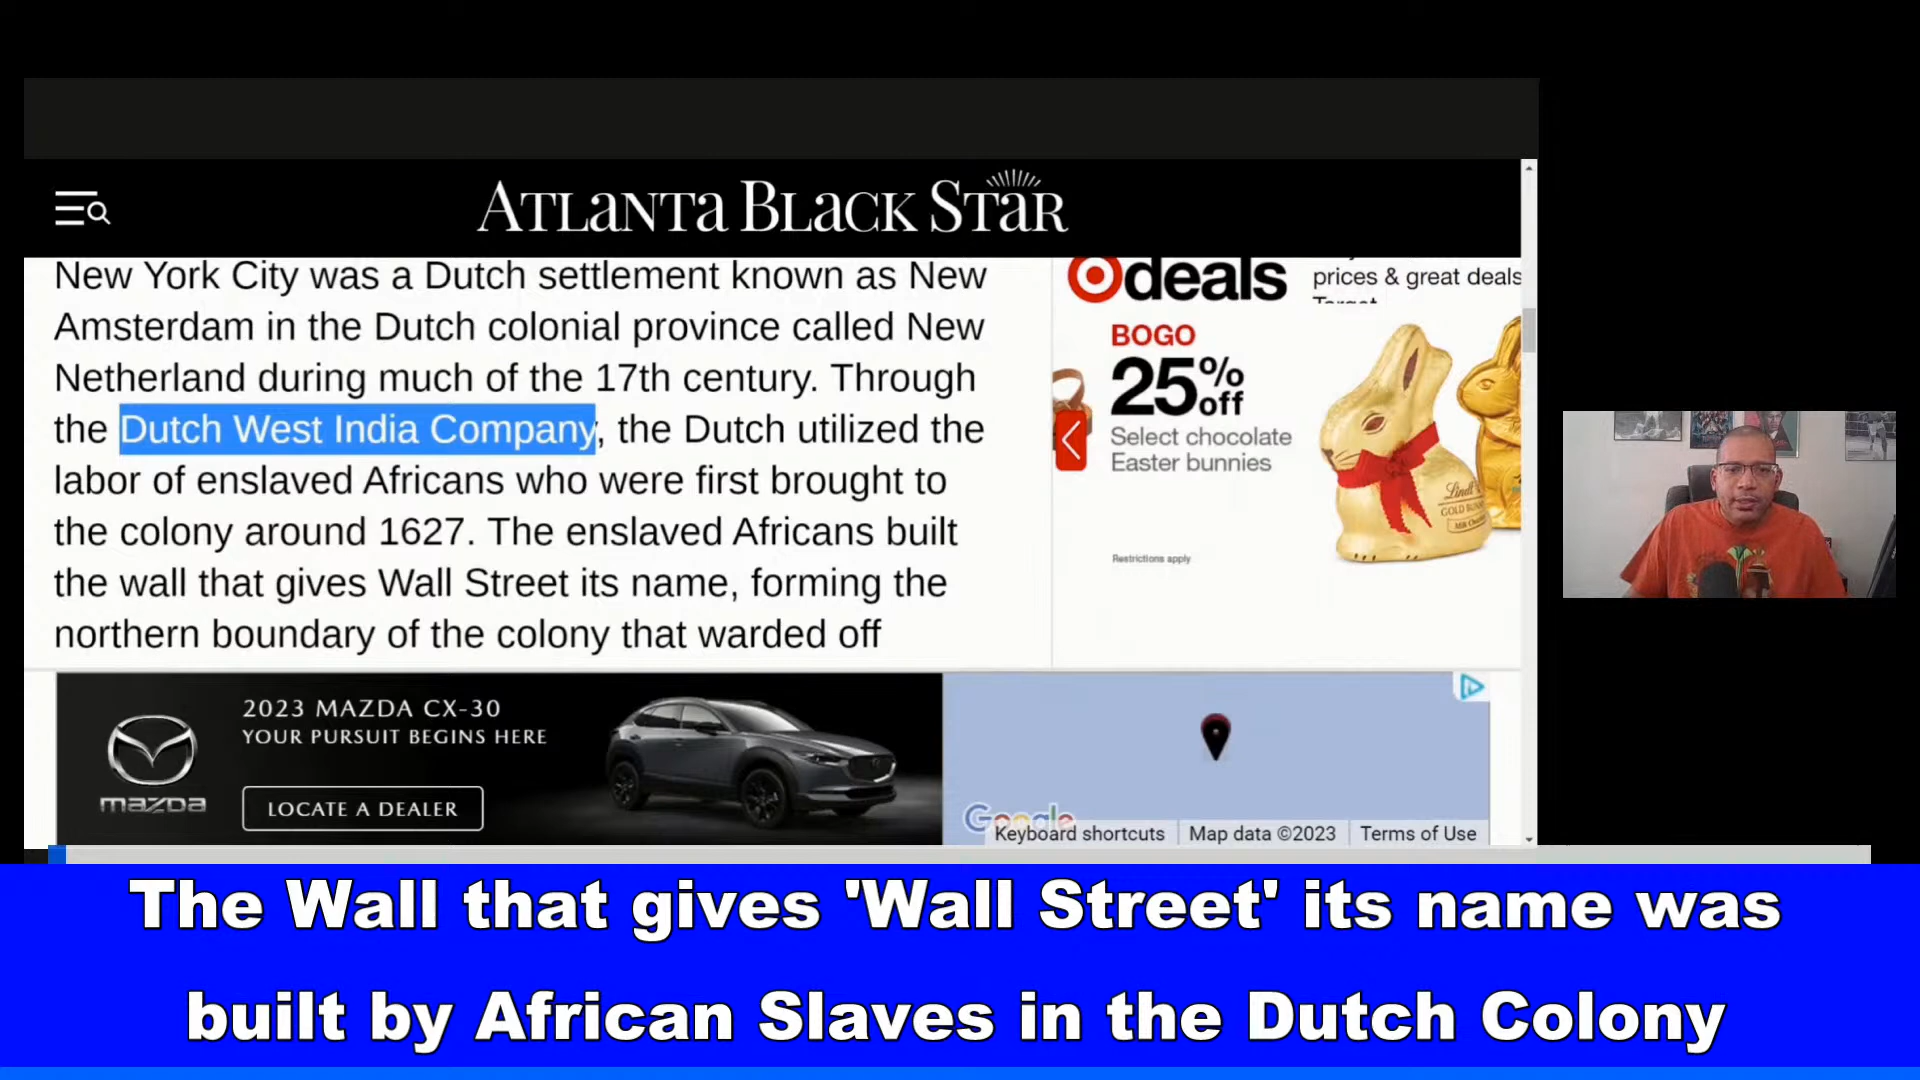 ATLANTA BLACK STAR
New York City was a Dutch settlement known as New
Amsterdam in the Dutch colonial province called New
Netherland during much of the 17th century. Through
the Dutch West India Company, the Dutch utilized the
labor of enslaved Africans who were first brought to
the colony around 1627. The enslaved Africans built
the wall that gives Wall Street its name, forming the
northern boundary of the colony that warded off
deals
prices & great deals
Target
BOGO
25% off
Select chocolate
Easter bunnies
Restrictions apply
Lindt
GOLD BUNNY
Milk
mazda
2023 MAZDA CX-30
YOUR PURSUIT BEGINS HERE
LOCATE A DEALER
Google
Keyboard shortcuts
Map data ©2023
Terms of Use
The Wall that gives 'Wall Street' its name was
built by African Slaves in the Dutch Colony